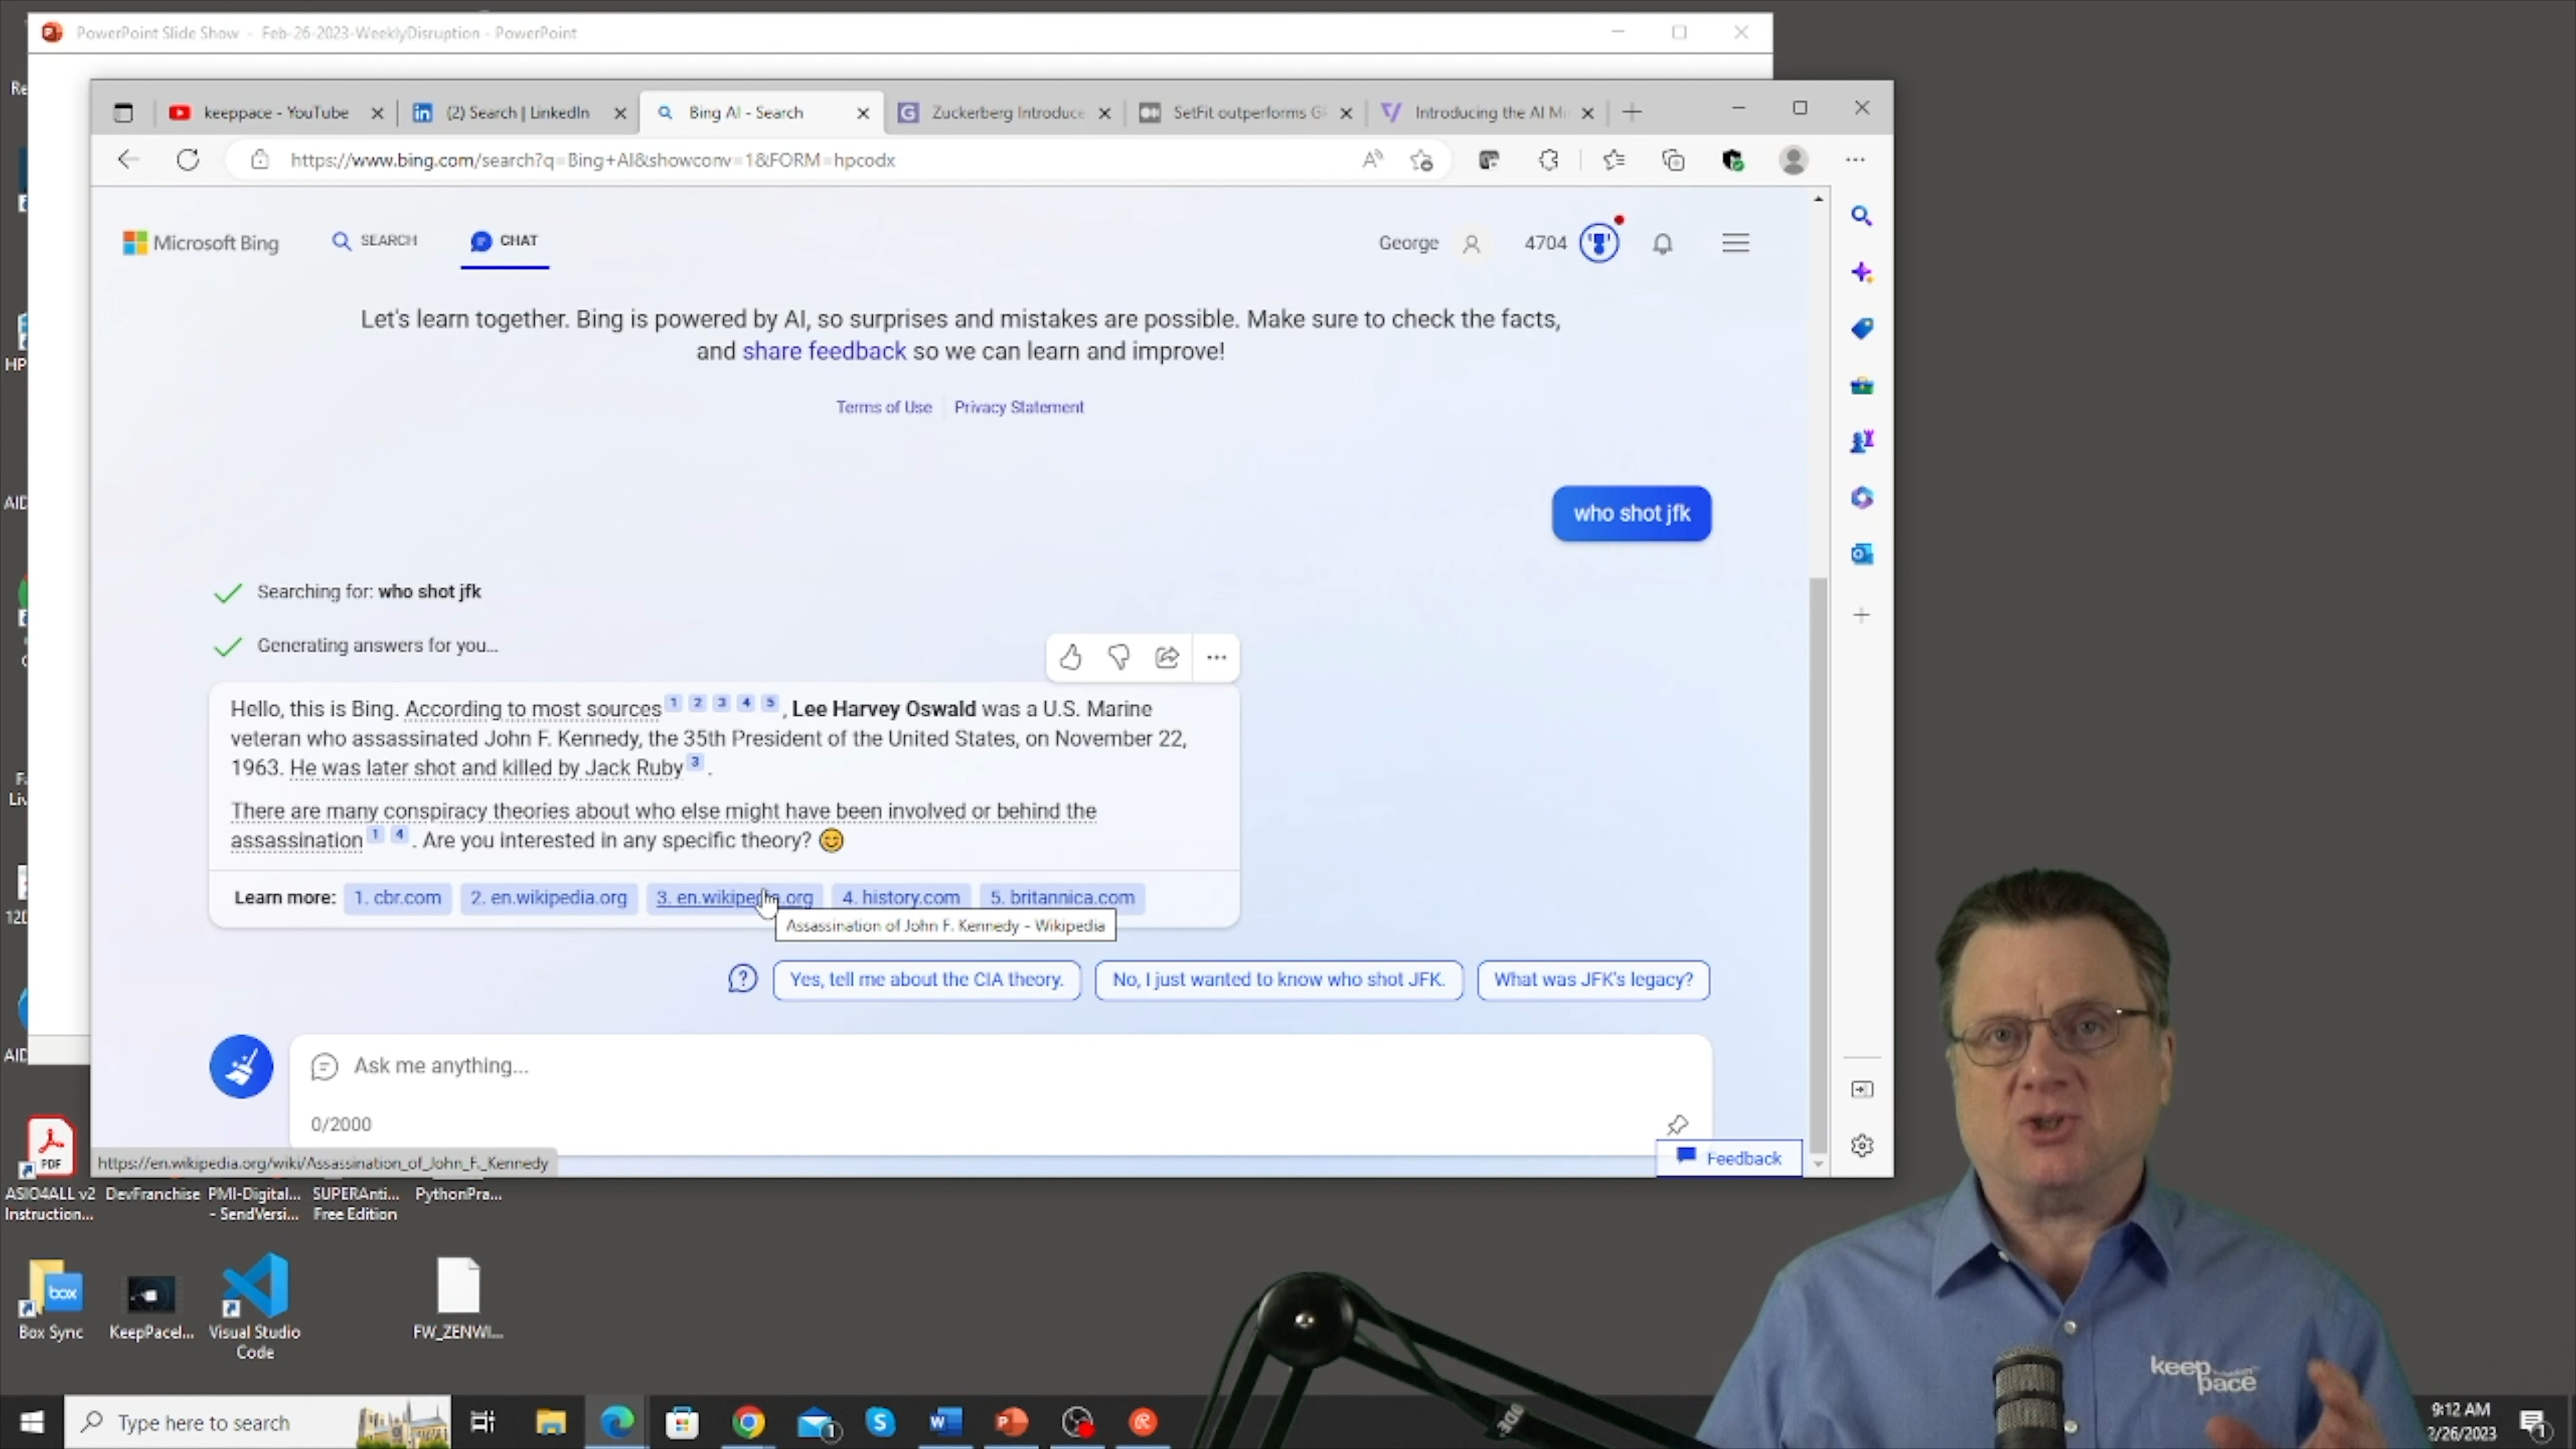 PowerPoint Slide Show - Feb-26-2023-WeeklyDisruption - PowerPoint
keeppace - YouTube
(2) Search | LinkedIn
Bing AI - Search
Zuckerberg Introduce
SetFit outperforms G
Introducing the AI Mi
https://www.bing.com/search?q=Bing+AI&showconv=1&FORM=hpcodx
Microsoft Bing
SEARCH
CHAT
George
4704
Let's learn together. Bing is powered by AI, so surprises and mistakes are possible. Make sure to check the facts,
and share feedback so we can learn and improve!
Terms of Use
Privacy Statement
who shot jfk
Searching for: who shot jfk
Generating answers for you...
Hello, this is Bing. According to most sources 1 2 3 4 5 , Lee Harvey Oswald was a U.S. Marine
veteran who assassinated John F. Kennedy, the 35th President of the United States, on November 22,
1963. He was later shot and killed by Jack Ruby 3 .
There are many conspiracy theories about who else might have been involved or behind the
assassination 1 4 . Are you interested in any specific theory? 😊
Learn more: 1. cbr.com 2. en.wikipedia.org 3. en.wikipedia.org 4. history.com 5. britannica.com
Assassination of John F. Kennedy - Wikipedia
Yes, tell me about the CIA theory.
No, I just wanted to know who shot JFK.
What was JFK's legacy?
Ask me anything...
0/2000
Feedback
https://en.wikipedia.org/wiki/Assassination_of_John_F._Kennedy
Re
HP
AID
12D
AID
PDF
ASIO4ALL v2
Instruction...
DevFranchise
PMI-Digital...
- SendVersi...
SUPERAnti...
Free Edition
PythonPra...
box
Box Sync
KeepPaceI...
Visual Studio
Code
FW_ZENWI...
keep
pace
Type here to search
1
9:12 AM
2/26/2023
1